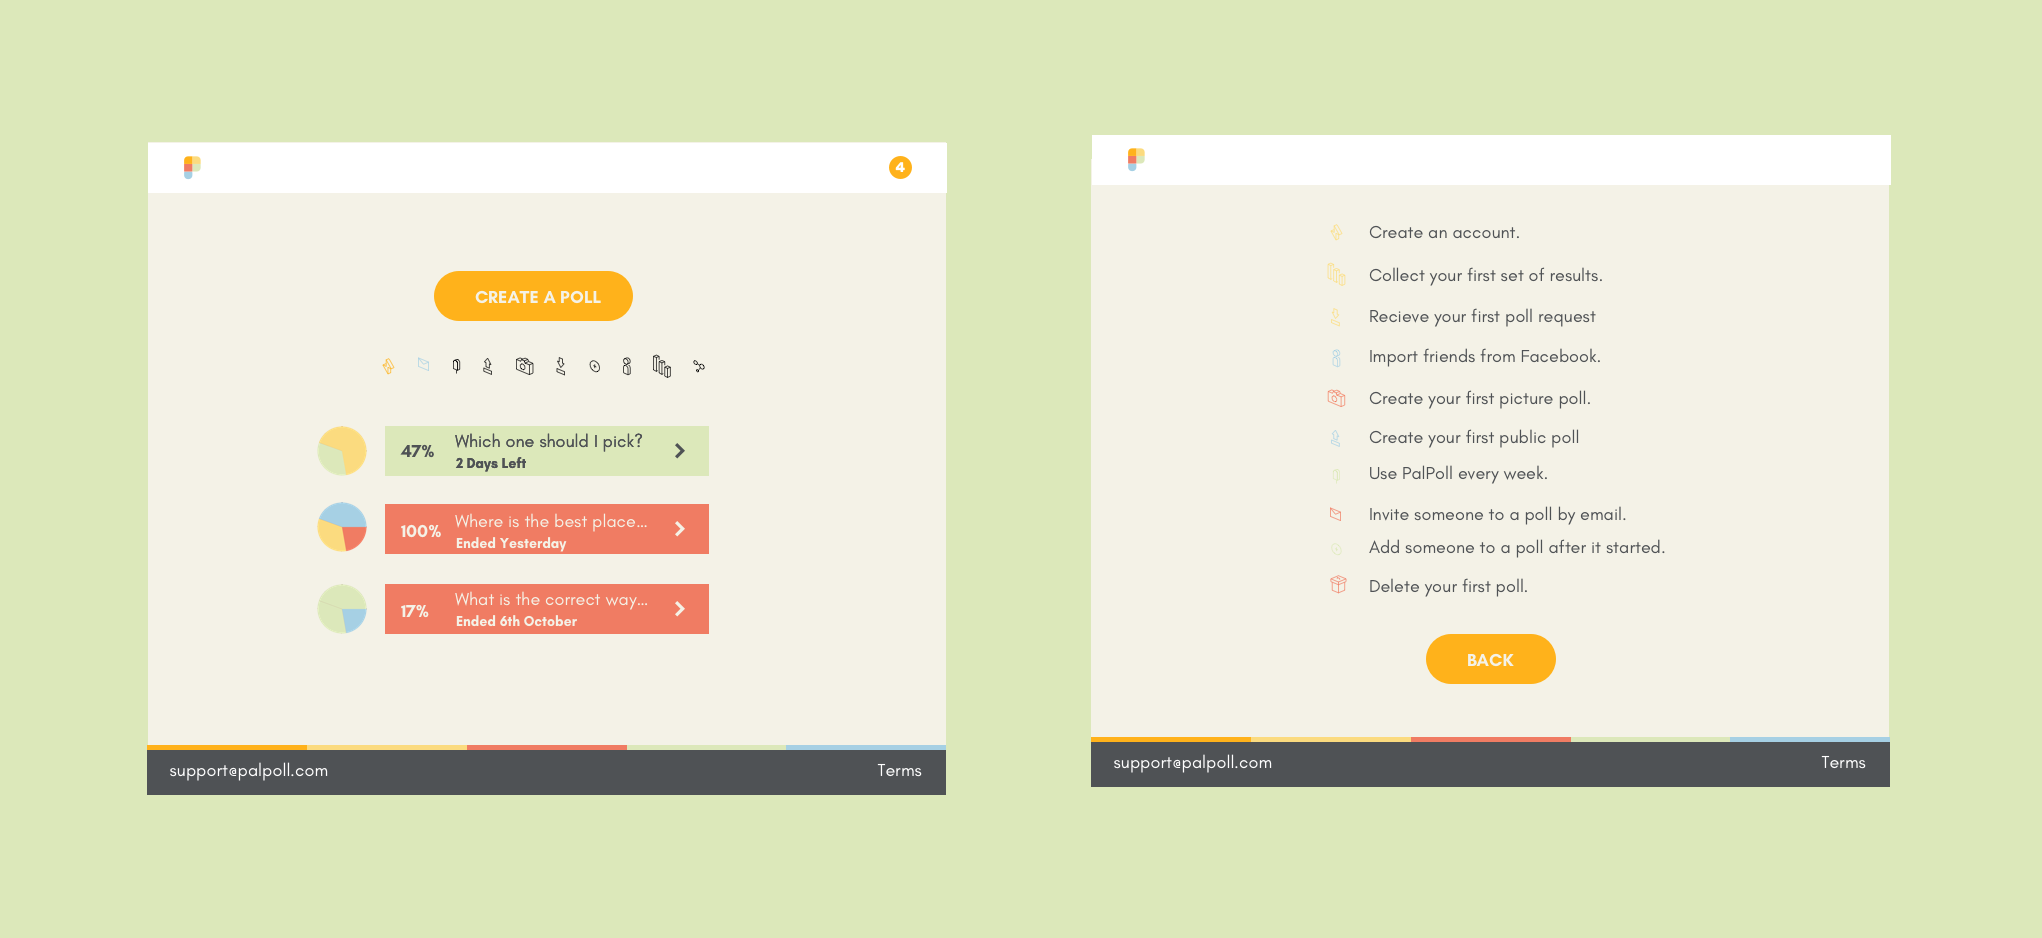 4
CREATE A POLL
47%
Which one should I pick?
2 Days Left
100%
Where is the best place...
Ended Yesterday
17%
What is the correct way...
Ended 6th October
support@palpoll.com
Terms
Create an account.
Collect your first set of results.
Recieve your first poll request
Import friends from Facebook.
Create your first picture poll.
Create your first public poll
Use PalPoll every week.
Invite someone to a poll by email.
Add someone to a poll after it started.
Delete your first poll.
BACK
support@palpoll.com
Terms